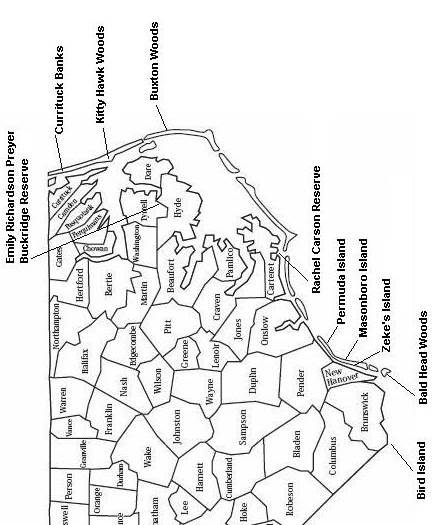 Emily Richardson Preyer
Buckridge Reserve
Currituck Banks
Kitty Hawk Woods
Buxton Woods
Rachel Carson Reserve
Permuda Island
Masonboro Island
Zeke's Island
Bald Head Woods
Bird Island
Currituck
Camden
Pasquotank
Perquimans
Chowan
Gates
Hertford
Bertie
Northampton
Halifax
Warren
Vance
Granville
Person
swell
Orange
Durham
Franklin
Nash
Edgecombe
Martin
Washington
Tyrrell
Dare
Hyde
Beaufort
Pitt
Wilson
Wake
nce
atham
Johnston
Greene
Lenoir
Wayne
Craven
Pamlico
Carteret
Jones
Onslow
Duplin
Sampson
Harnett
Lee
Cumberland
Hoke
Robeson
Bladen
Pender
New
Hanover
Columbus
Brunswick